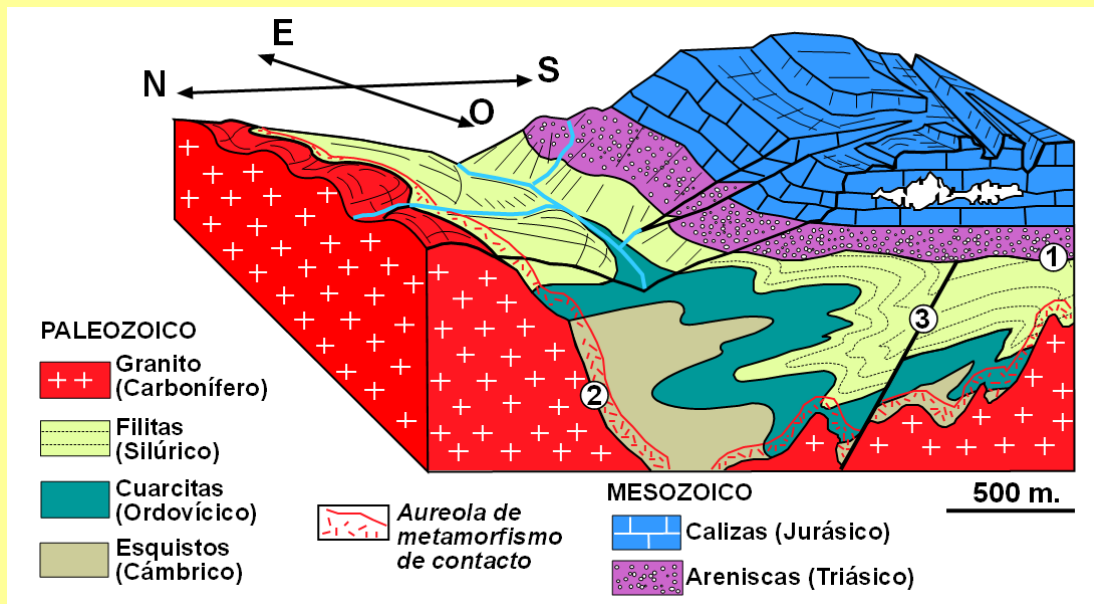 E
N
S
O
1
3
2
PALEOZOICO
Granito
(Carbonífero)
Filitas
(Silúrico)
Cuarcitas
(Ordovícico)
Esquistos
(Cámbrico)
Aureola de
metamorfismo
de contacto
500 m.
MESOZOICO
Calizas (Jurásico)
Areniscas (Triásico)